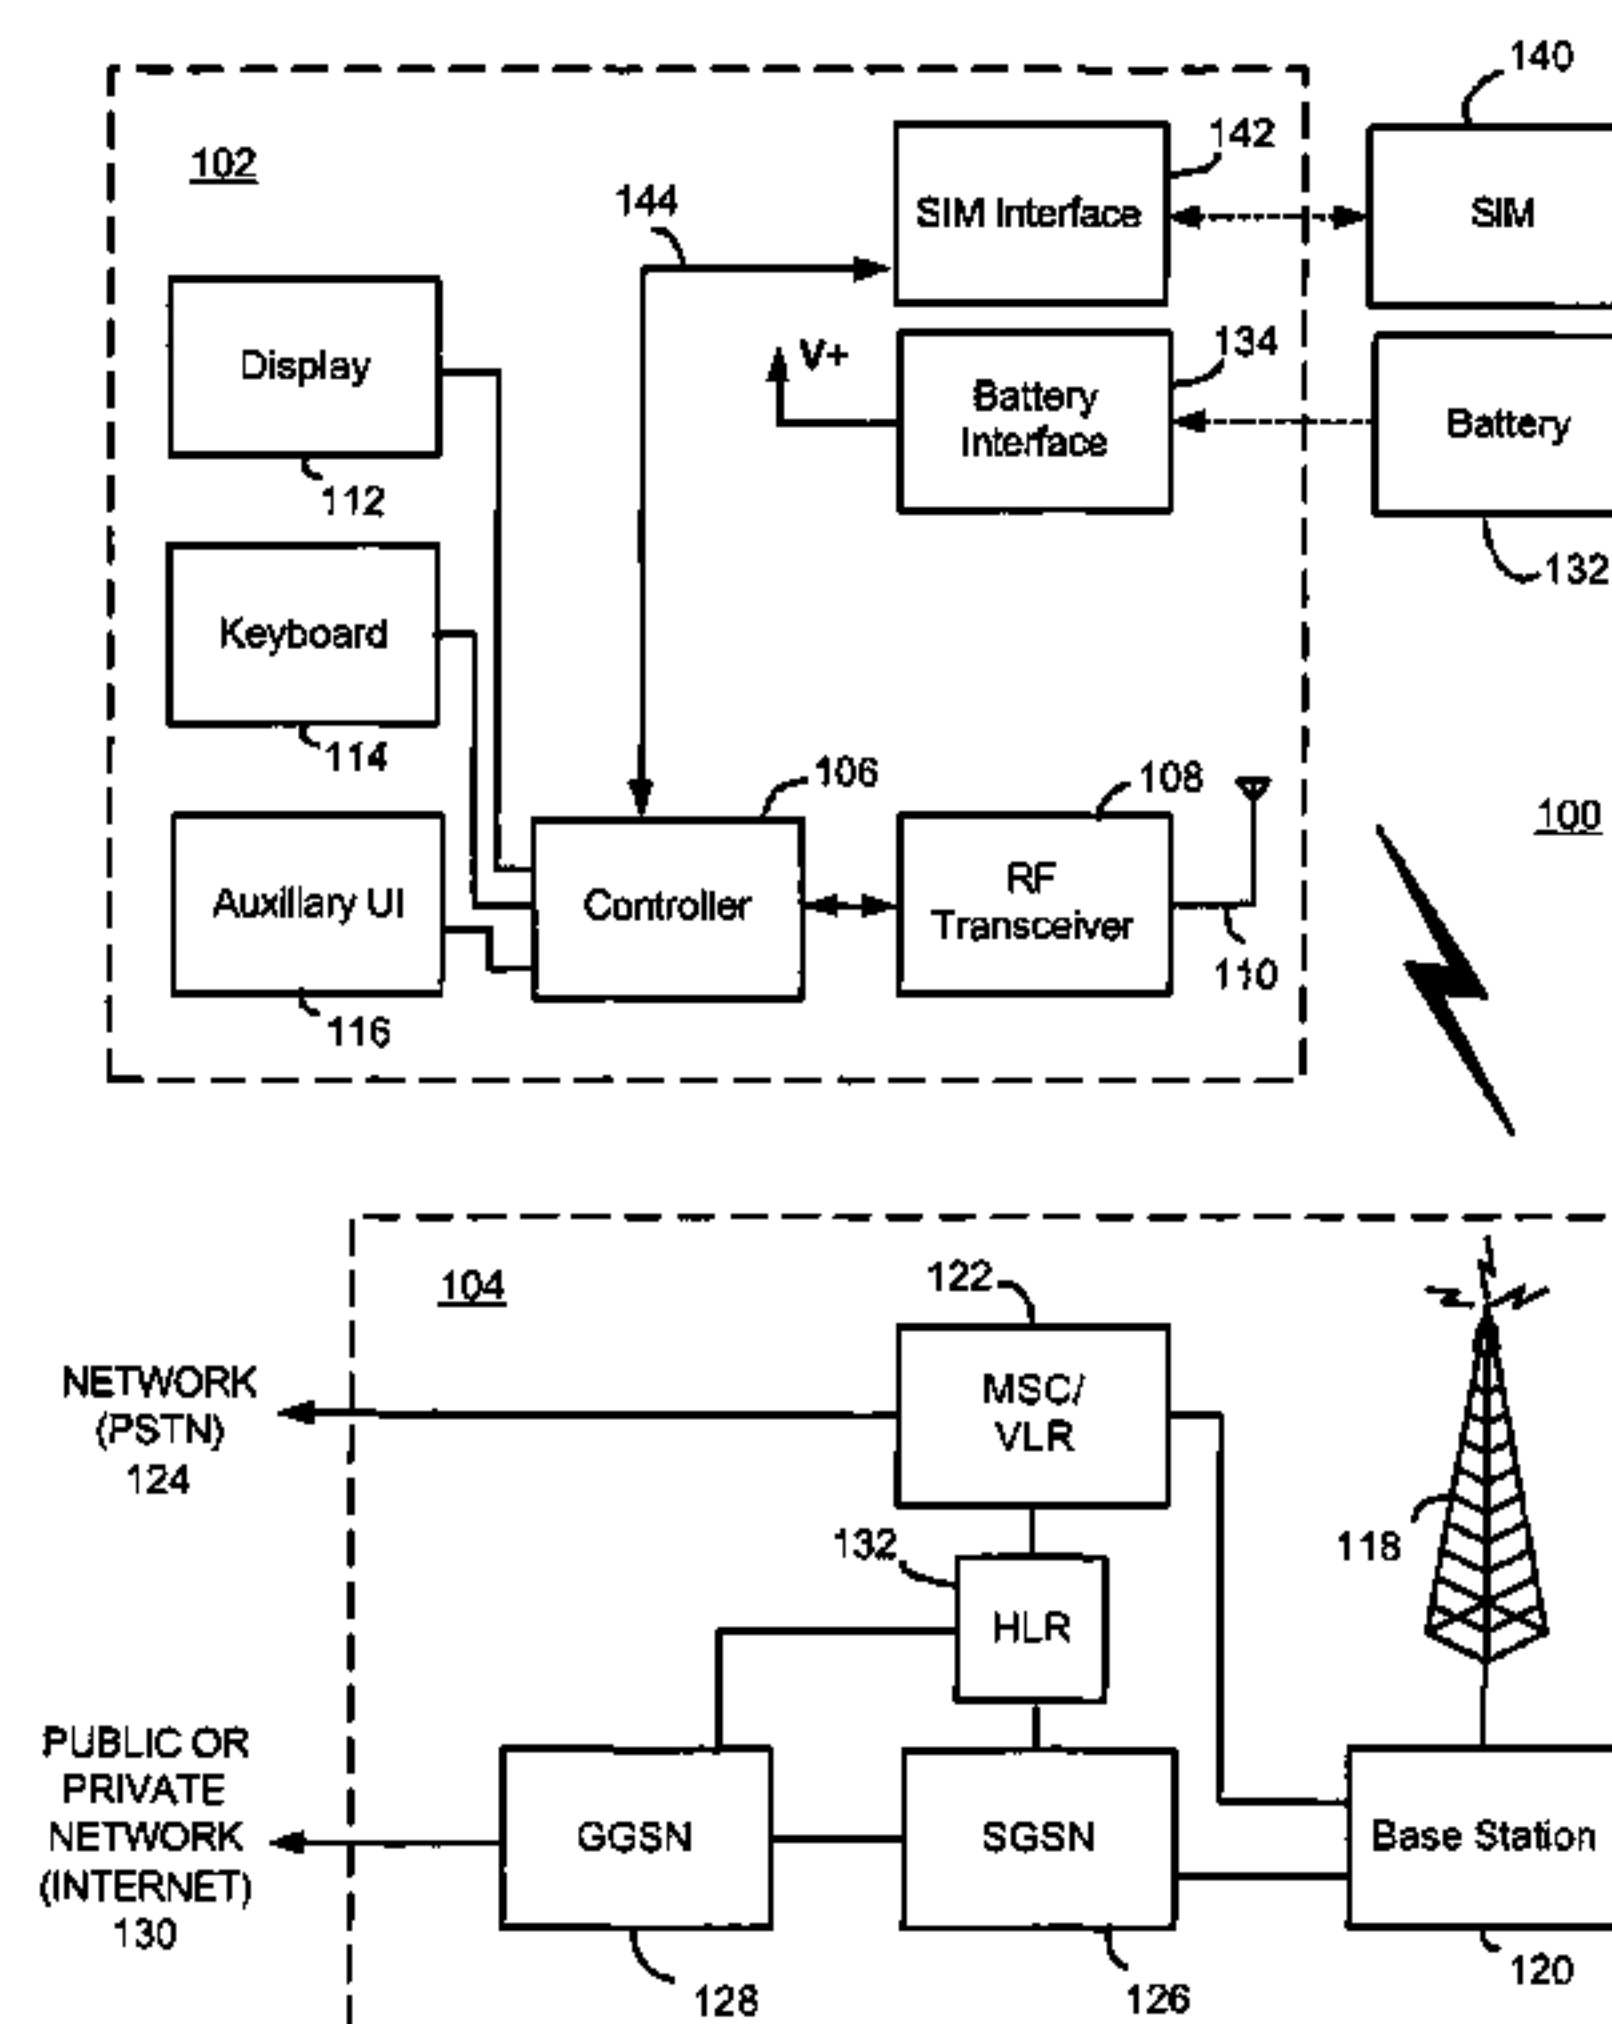 140
102
142
144
SIM Interface
SIM
V+
134
Display
Battery
Interface
Battery
112
132
Keyboard
114
106
108
100
Auxillary UI
Controller
RF
Transceiver
110
116
104
122
NETWORK
(PSTN)
124
MSC/
VLR
132
118
HLR
PUBLIC OR
PRIVATE
NETWORK
(INTERNET)
130
GGSN
SGSN
Base Station
128
126
120